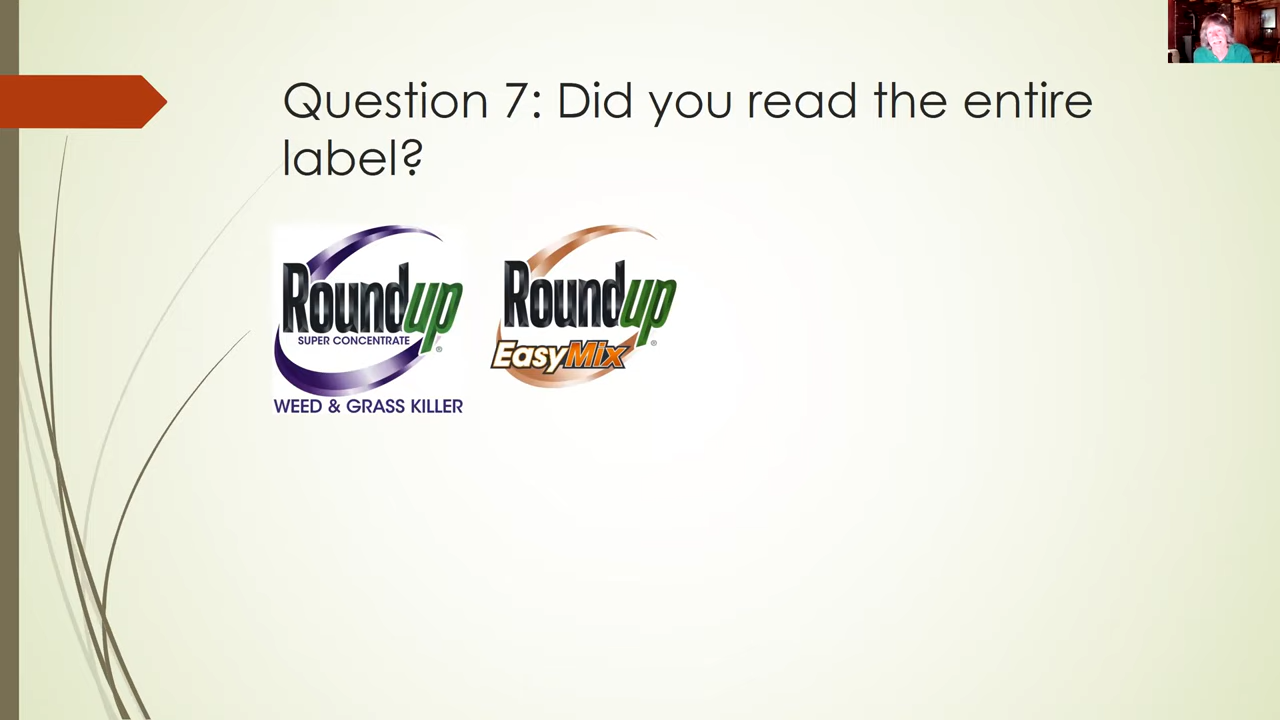 Question 7: Did you read the entire
label?
Roundup
SUPER CONCENTRATE
®
WEED & GRASS KILLER
Roundup
®
EasyMix